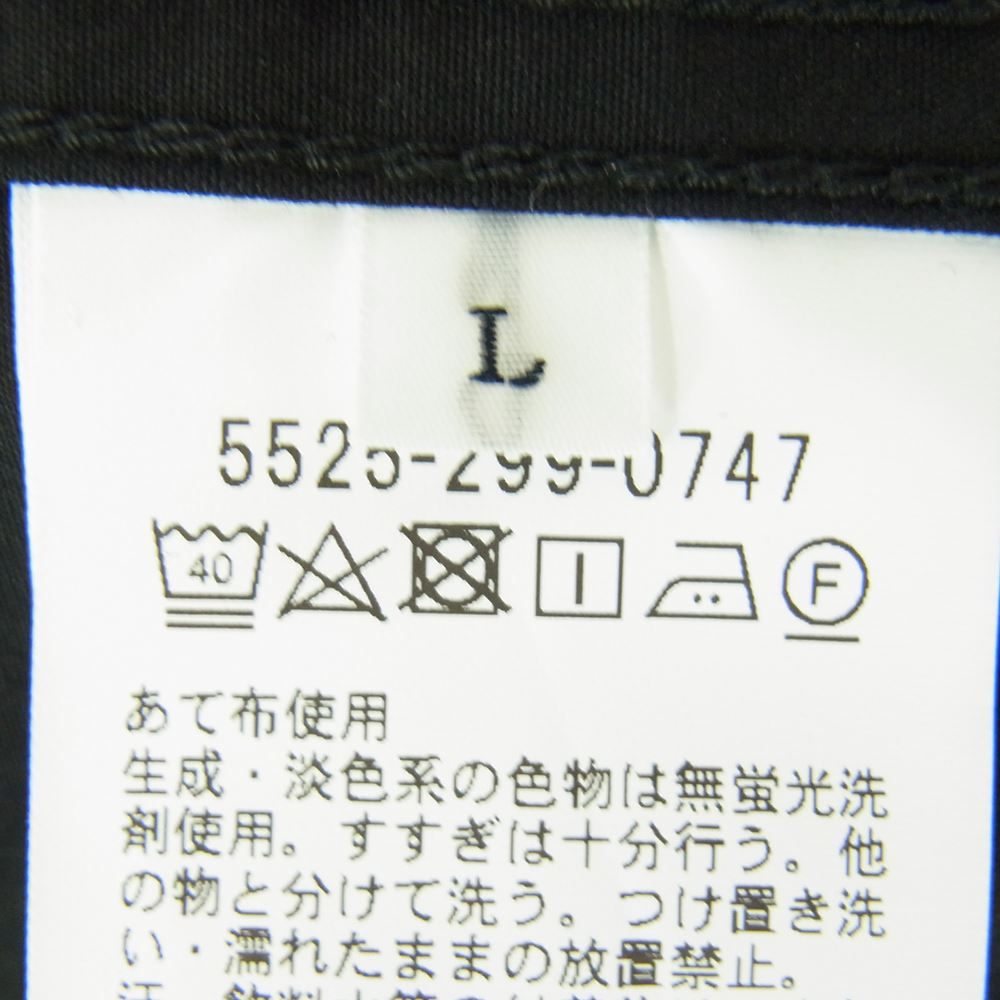 L
5525-299-0747
40
F
あて布使用
生成・淡色系の色物は無蛍光洗
剤使用。すすぎは十分行う。他
の物と分けて洗う。つけ置き洗
い・濡れたままの放置禁止。